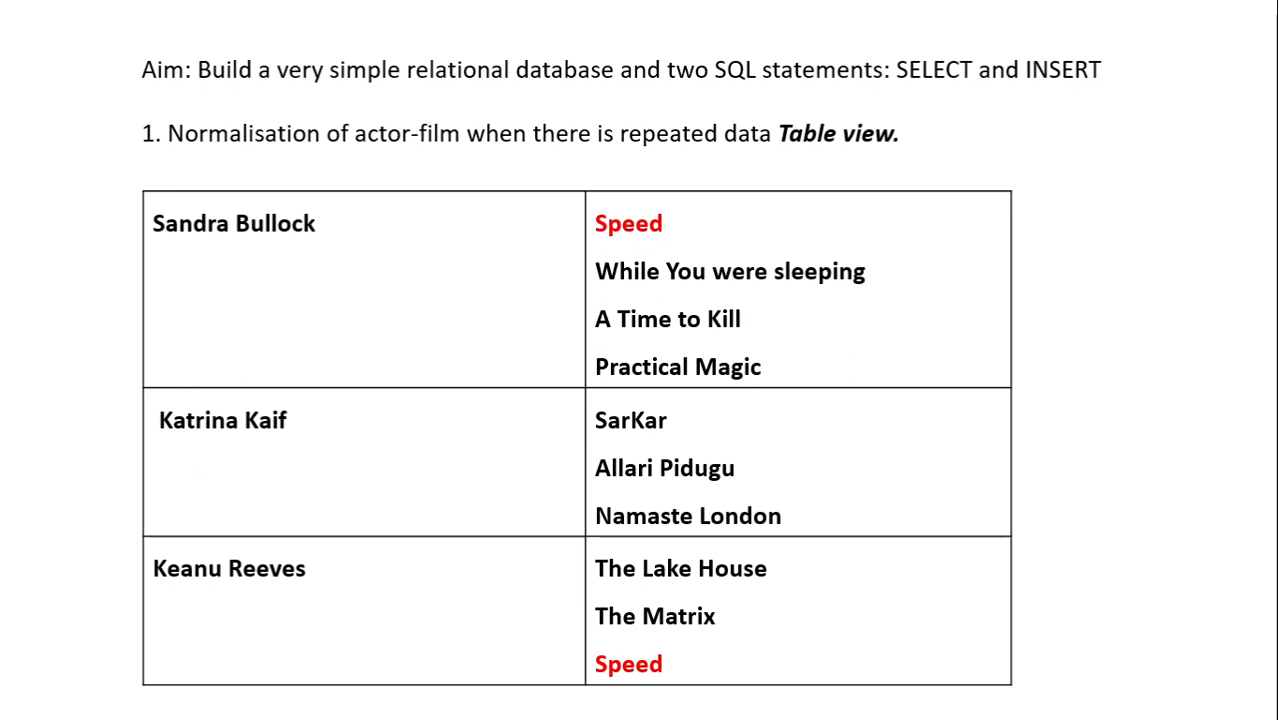 Aim: Build a very simple relational database and two SQL statements: SELECT and INSERT
1. Normalisation of actor-film when there is repeated data Table view.
Sandra Bullock
Speed
While You were sleeping
A Time to Kill
Practical Magic
Katrina Kaif
SarKar
Allari Pidugu
Namaste London
Keanu Reeves
The Lake House
The Matrix
Speed